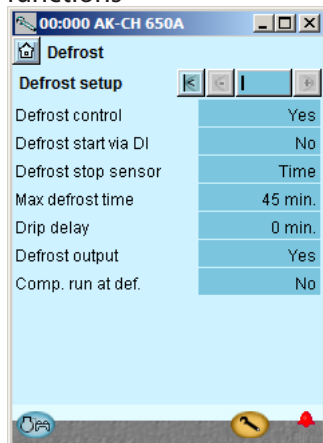 functions
00:000 AK-CH 650A
Defrost
Defrost setup
Defrost control Yes
Defrost start via DI No
Defrost stop sensor Time
Max defrost time 45 min.
Drip delay 0 min.
Defrost output Yes
Comp. run at def. No